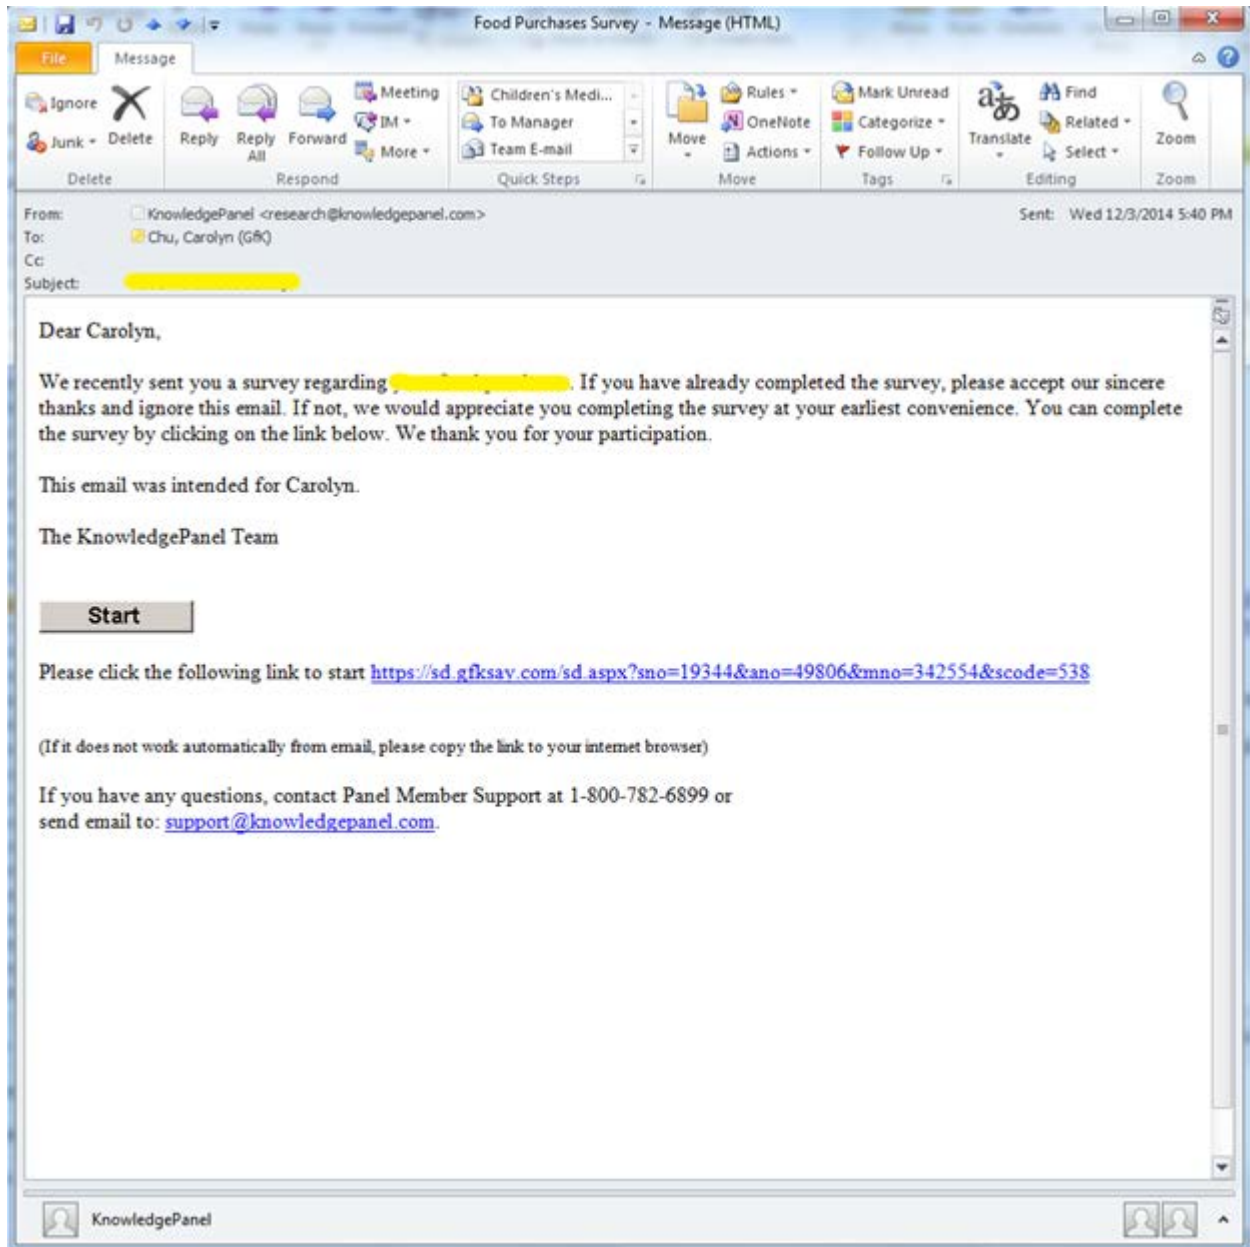 Food Purchases Survey - Message (HTML)
File Message
Ignore
Junk
Delete
Reply
Reply All
Forward
Meeting
IM
More
Children's Medi...
To Manager
Team E-mail
Move
Rules
OneNote
Actions
Mark Unread
Categorize
Follow Up
Translate
Find
Related
Select
Zoom
Delete Respond Quick Steps Move Tags Editing Zoom
From: KnowledgePanel <research@knowledgepanel.com> Sent: Wed 12/3/2014 5:40 PM
To: Chu, Carolyn (GfK)
Cc:
Subject:
Dear Carolyn,
We recently sent you a survey regarding . If you have already completed the survey, please accept our sincere
thanks and ignore this email. If not, we would appreciate you completing the survey at your earliest convenience. You can complete
the survey by clicking on the link below. We thank you for your participation.
This email was intended for Carolyn.
The KnowledgePanel Team
Start
Please click the following link to start https://sd.gfksay.com/sd.aspx?sno=19344&ano=49806&mno=342554&scode=538
(If it does not work automatically from email, please copy the link to your internet browser)
If you have any questions, contact Panel Member Support at 1-800-782-6899 or
send email to: support@knowledgepanel.com.
KnowledgePanel